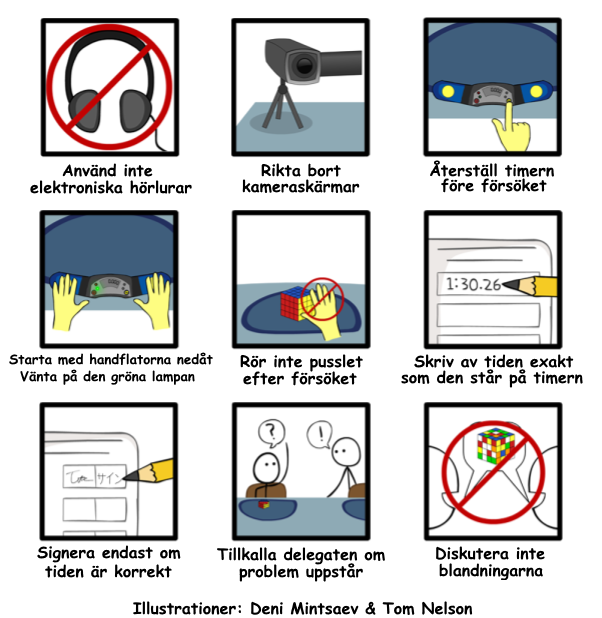 Använd inte
elektroniska hörlurar
Rikta bort
kameraskärmar
Återställ timern
före försöket
Starta med handflatorna nedåt
Vänta på den gröna lampan
Rör inte pusslet
efter försöket
1:30.26
Skriv av tiden exakt
som den står på timern
サイン
Signera endast om
tiden är korrekt
?
!
Tillkalla delegaten om
problem uppstår
Diskutera inte
blandningarna
Illustrationer: Deni Mintsaev & Tom Nelson